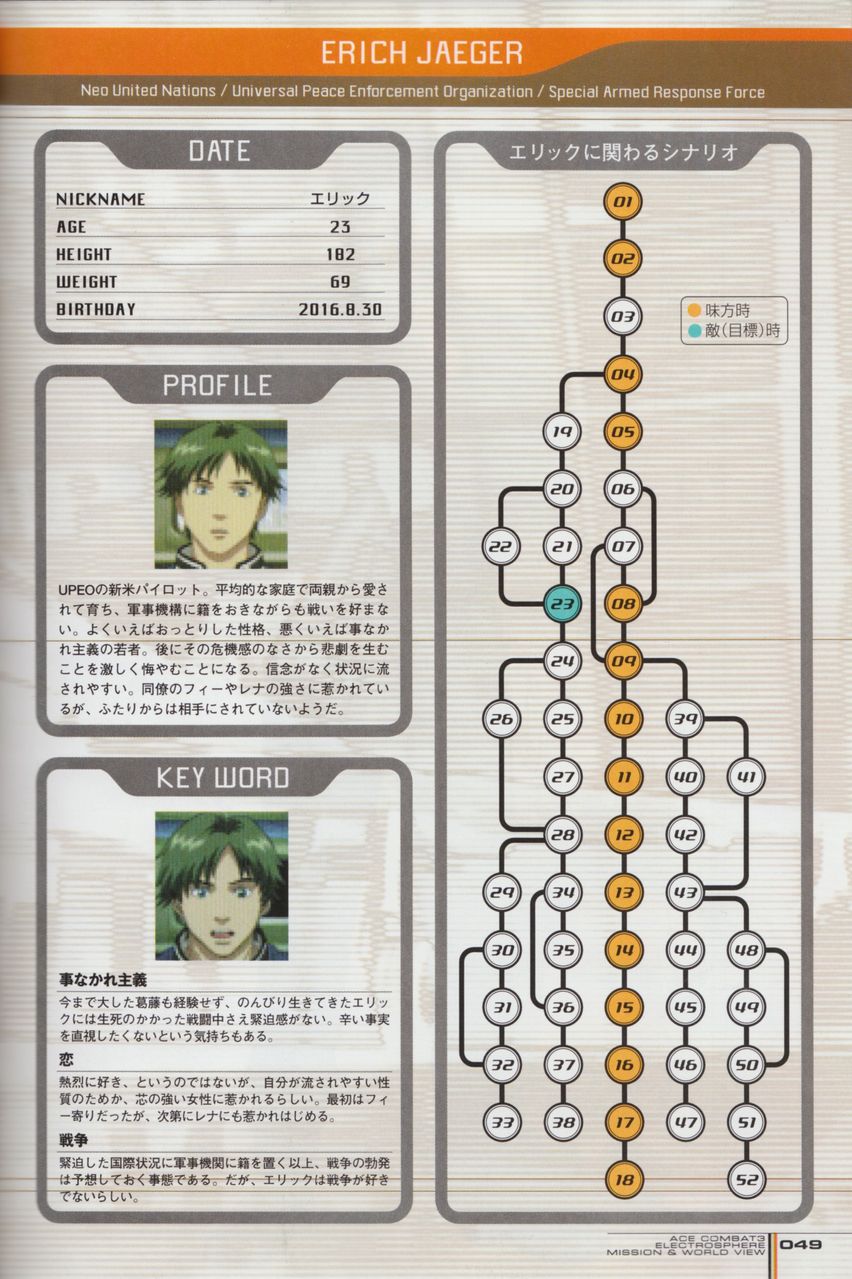 ERICH JAEGER
Neo United Nations / Universal Peace Enforcement Organization / Special Armed Response Force
DATE
NICKNAME エリック
AGE 23
HEIGHT 182
WEIGHT 69
BIRTHDAY 2016.8.30
PROFILE
UPEOの新米パイロット。平均的な家庭で両親から愛さ
れて育ち、軍事機構に籍をおきながらも戦いを好まな
い。よくいえばおっとりした性格、悪くいえば事なか
れ主義の若者。後にその危機感のなさから悲劇を生む
ことを激しく悔やむことになる。信念がなく状況に流
されやすい。同僚のフィーやレナの強さに惹かれてい
るが、ふたりからは相手にされていないようだ。
KEY WORD
事なかれ主義
今まで大した葛藤も経験せず、のんびり生きてきたエリッ
クには生死のかかった戦闘中さえ緊迫感がない。辛い事実
を直視したくないという気持ちもある。
恋
熱烈に好き、というのではないが、自分が流されやすい性
質のためか、芯の強い女性に惹かれるらしい。最初はフィ
ー寄りだったが、次第にレナにも惹かれはじめる。
戦争
緊迫した国際状況に軍事機関に籍を置く以上、戦争の勃発
は予想しておく事態である。だが、エリックは戦争が好き
でないらしい。
エリックに関わるシナリオ
01
02
03
味方時
敵(目標)時
04
19 05
20 06
22 21 07
23 08
24 09
26 25 10 39
27 11 40 41
28 12 42
29 34 13 43
30 35 14 44 48
31 36 15 45 49
32 37 16 46 50
33 38 17 47 51
18 52
ACE COMBAT3
ELECTROSPHERE
MISSION & WORLD VIEW
049